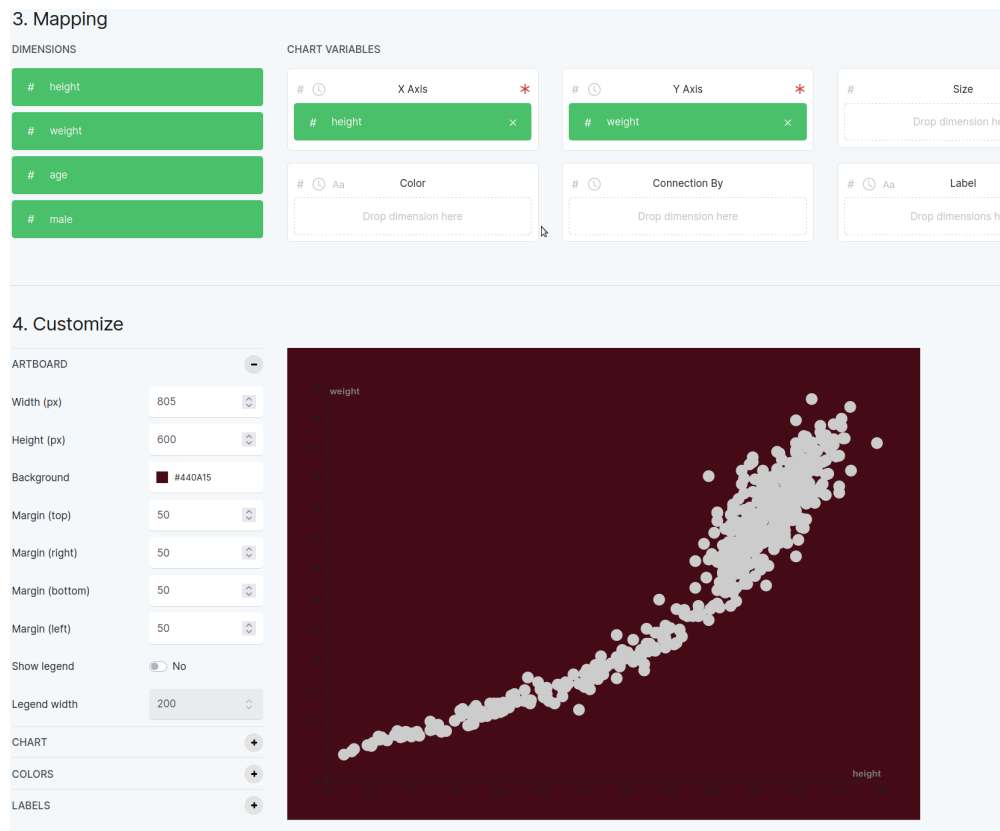 3. Mapping
DIMENSIONS
# height
# weight
# age
# male
CHART VARIABLES
# X Axis *
# height ×
# Y Axis *
# weight ×
# Size
Drop dimension here
# Aa Color
Drop dimension here
# Connection By
Drop dimension here
# Aa Label
Drop dimensions h
4. Customize
ARTBOARD
Width (px) 805
Height (px) 600
Background #440A15
Margin (top) 50
Margin (right) 50
Margin (bottom) 50
Margin (left) 50
Show legend No
Legend width 200
CHART
COLORS
LABELS
weight
height